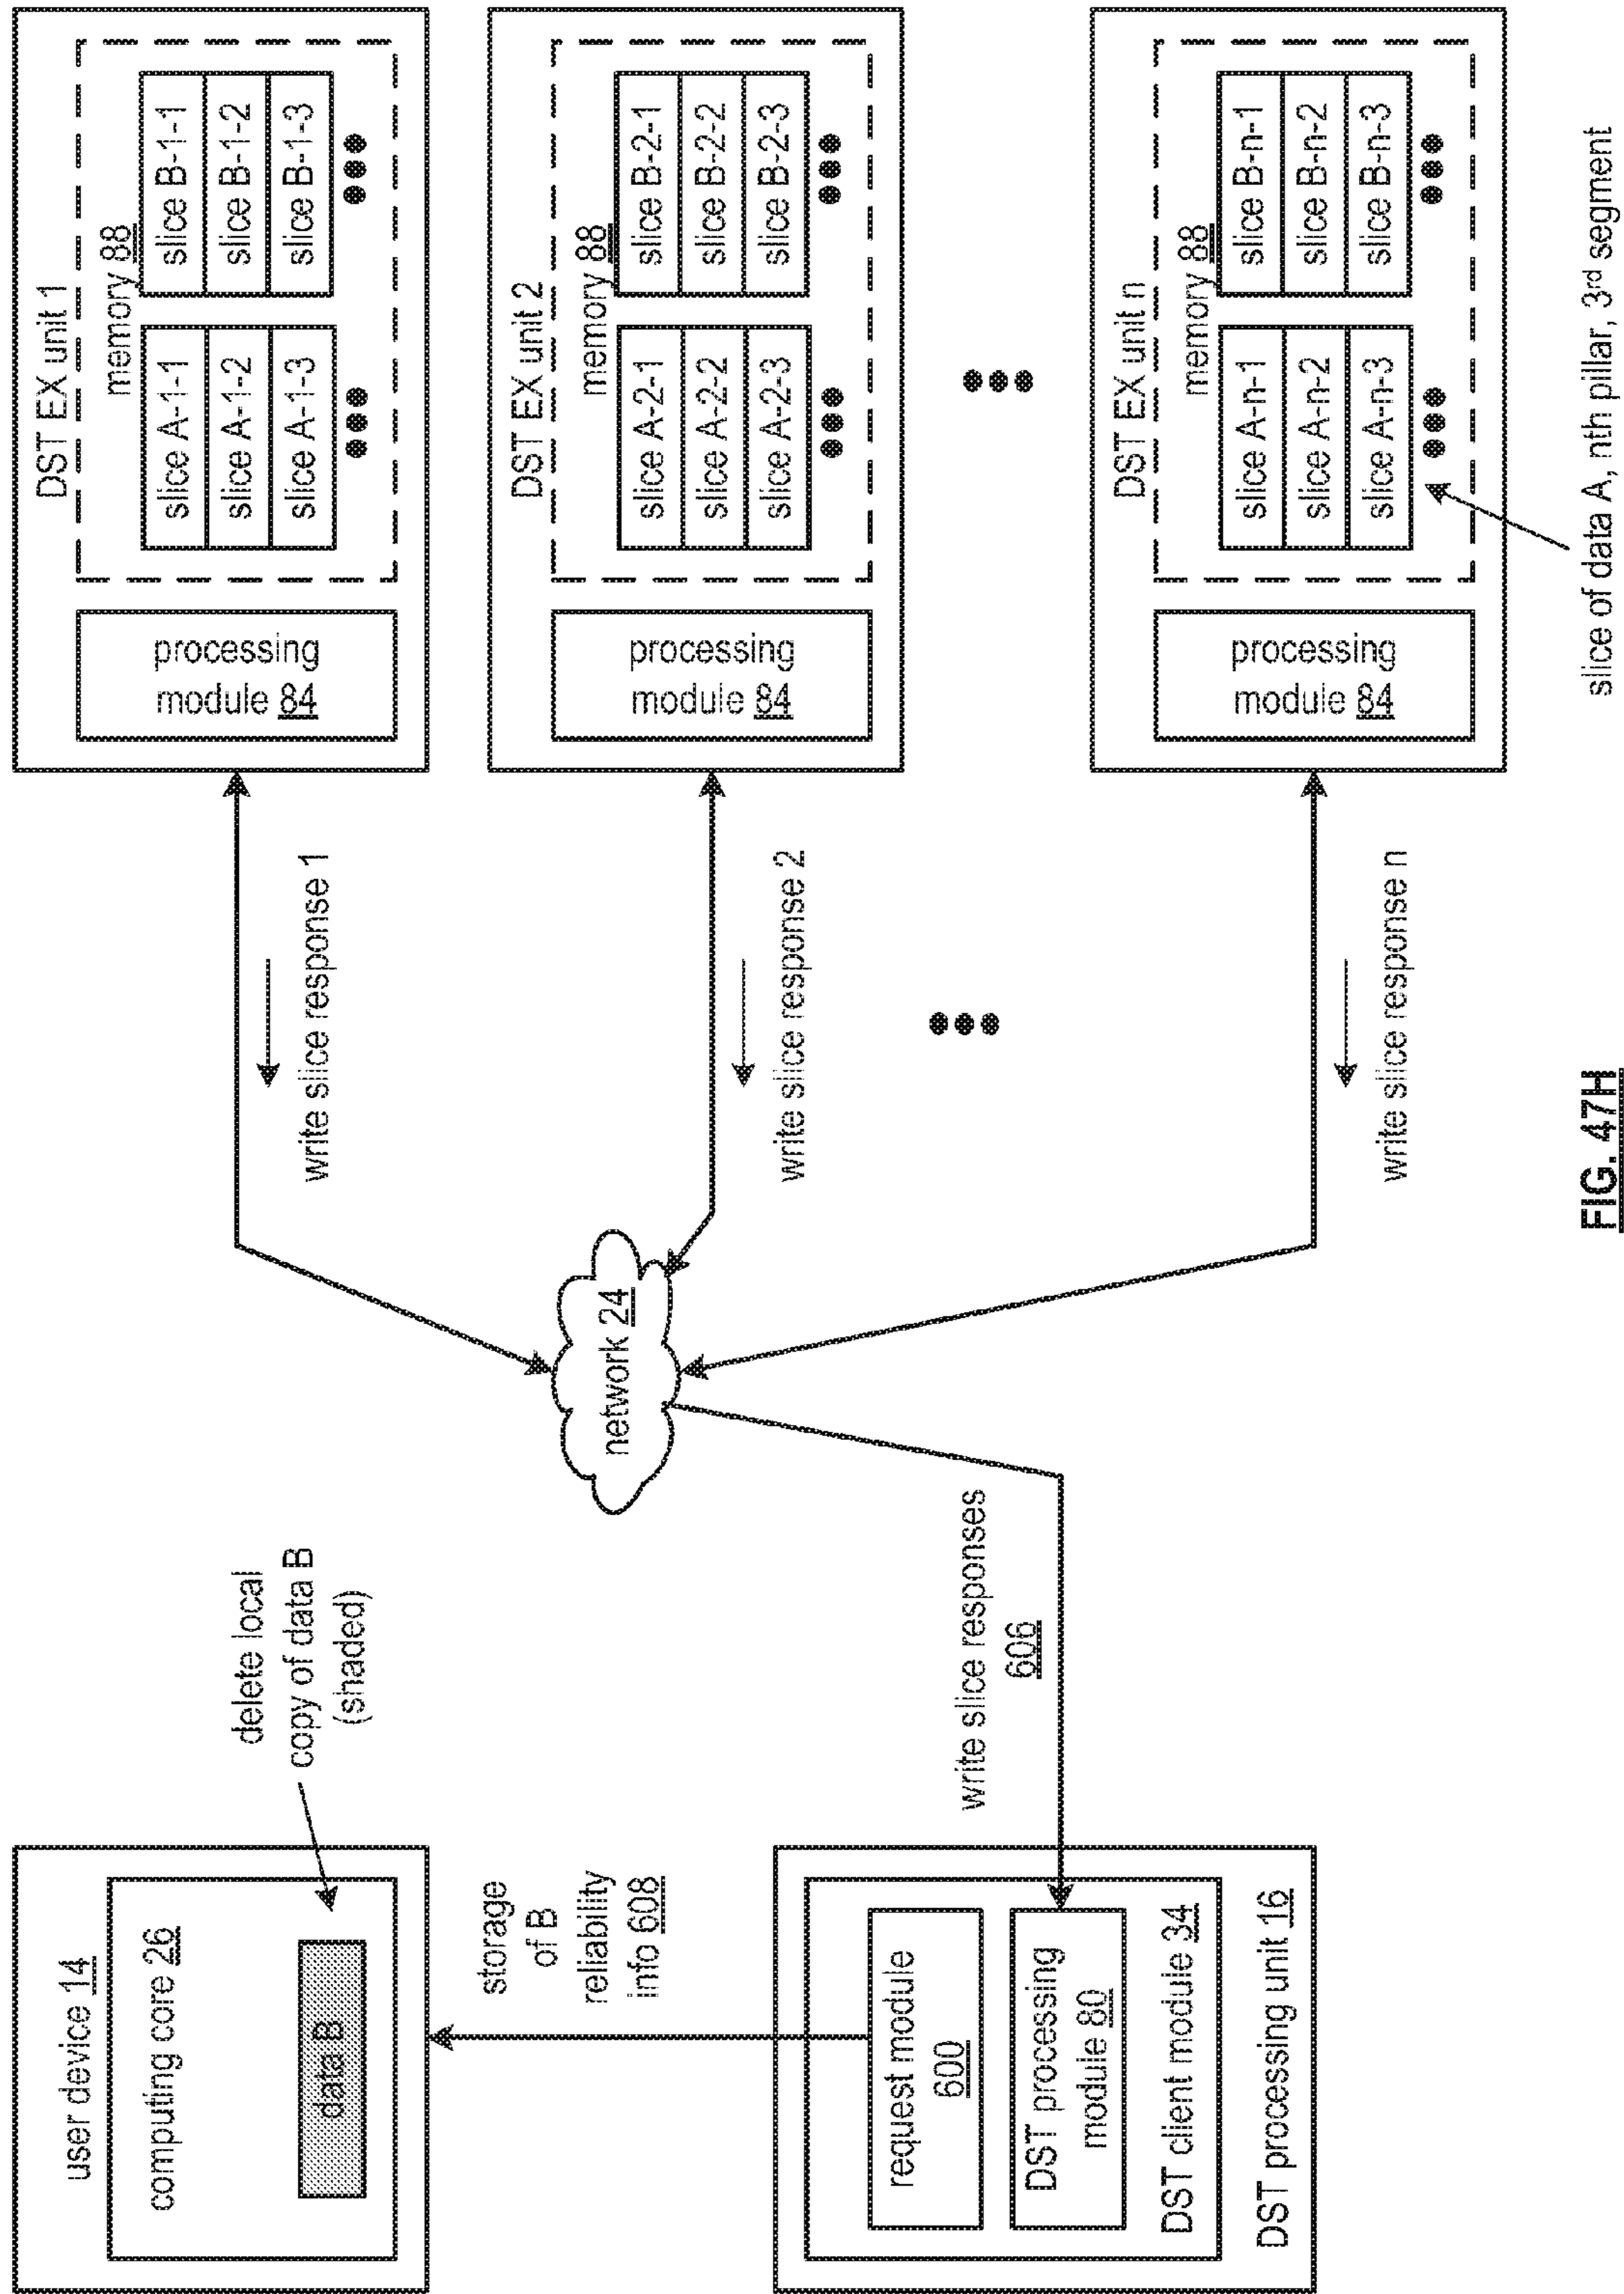 user device 14
computing core 26
data B
delete local
copy of data B
(shaded)
storage
of B
reliability
info 608
request module
600
DST processing
module 80
DST client module 34
DST processing unit 16
write slice responses
606
network 24
write slice response 1
write slice response 2
write slice response n
DST EX unit 1
processing
module 84
memory 88
slice A-1-1
slice A-1-2
slice A-1-3
slice B-1-1
slice B-1-2
slice B-1-3
DST EX unit 2
processing
module 84
memory 88
slice A-2-1
slice A-2-2
slice A-2-3
slice B-2-1
slice B-2-2
slice B-2-3
DST EX unit n
processing
module 84
memory 88
slice A-n-1
slice A-n-2
slice A-n-3
slice B-n-1
slice B-n-2
slice B-n-3
slice of data A, nth pillar, 3rd segment
FIG. 47H